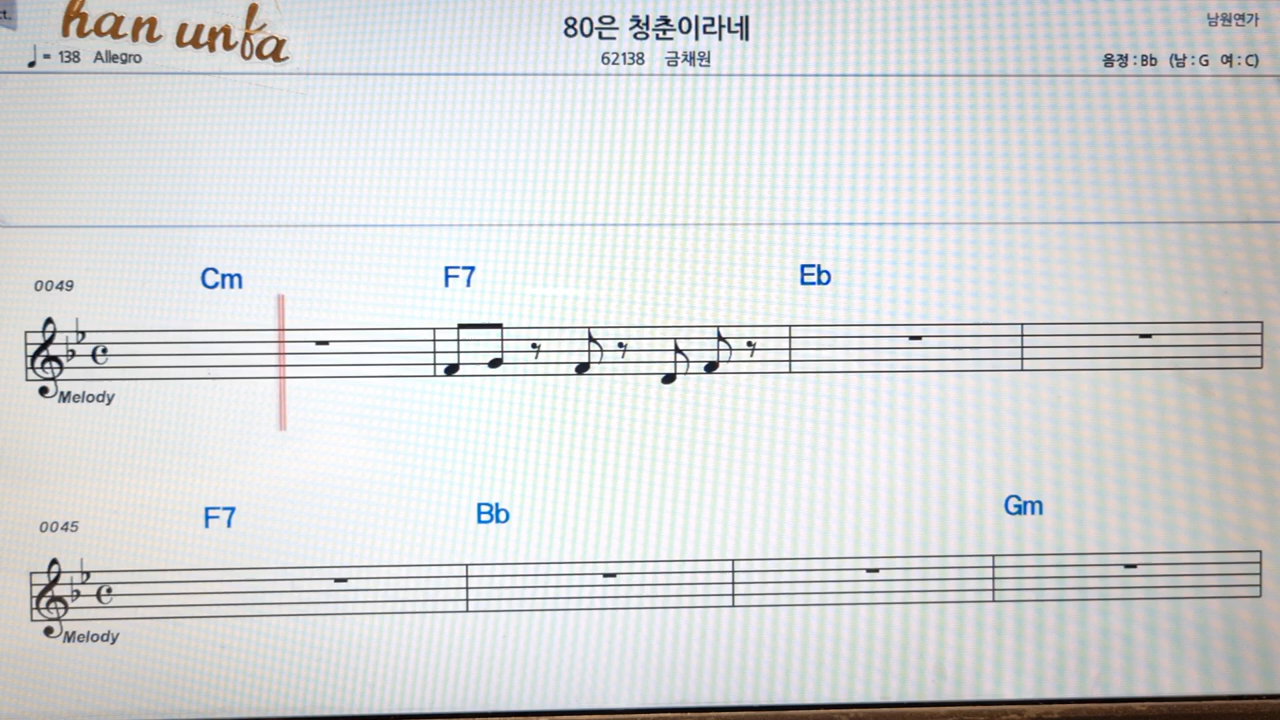 ct.
han unfa
80은 청춘이라네
남원연가
♩= 138 Allegro
62138 금채원
음정 : Bb (남 : G 여 : C)
0049
Cm F7 Eb
Melody
0045
F7 Bb Gm
Melody